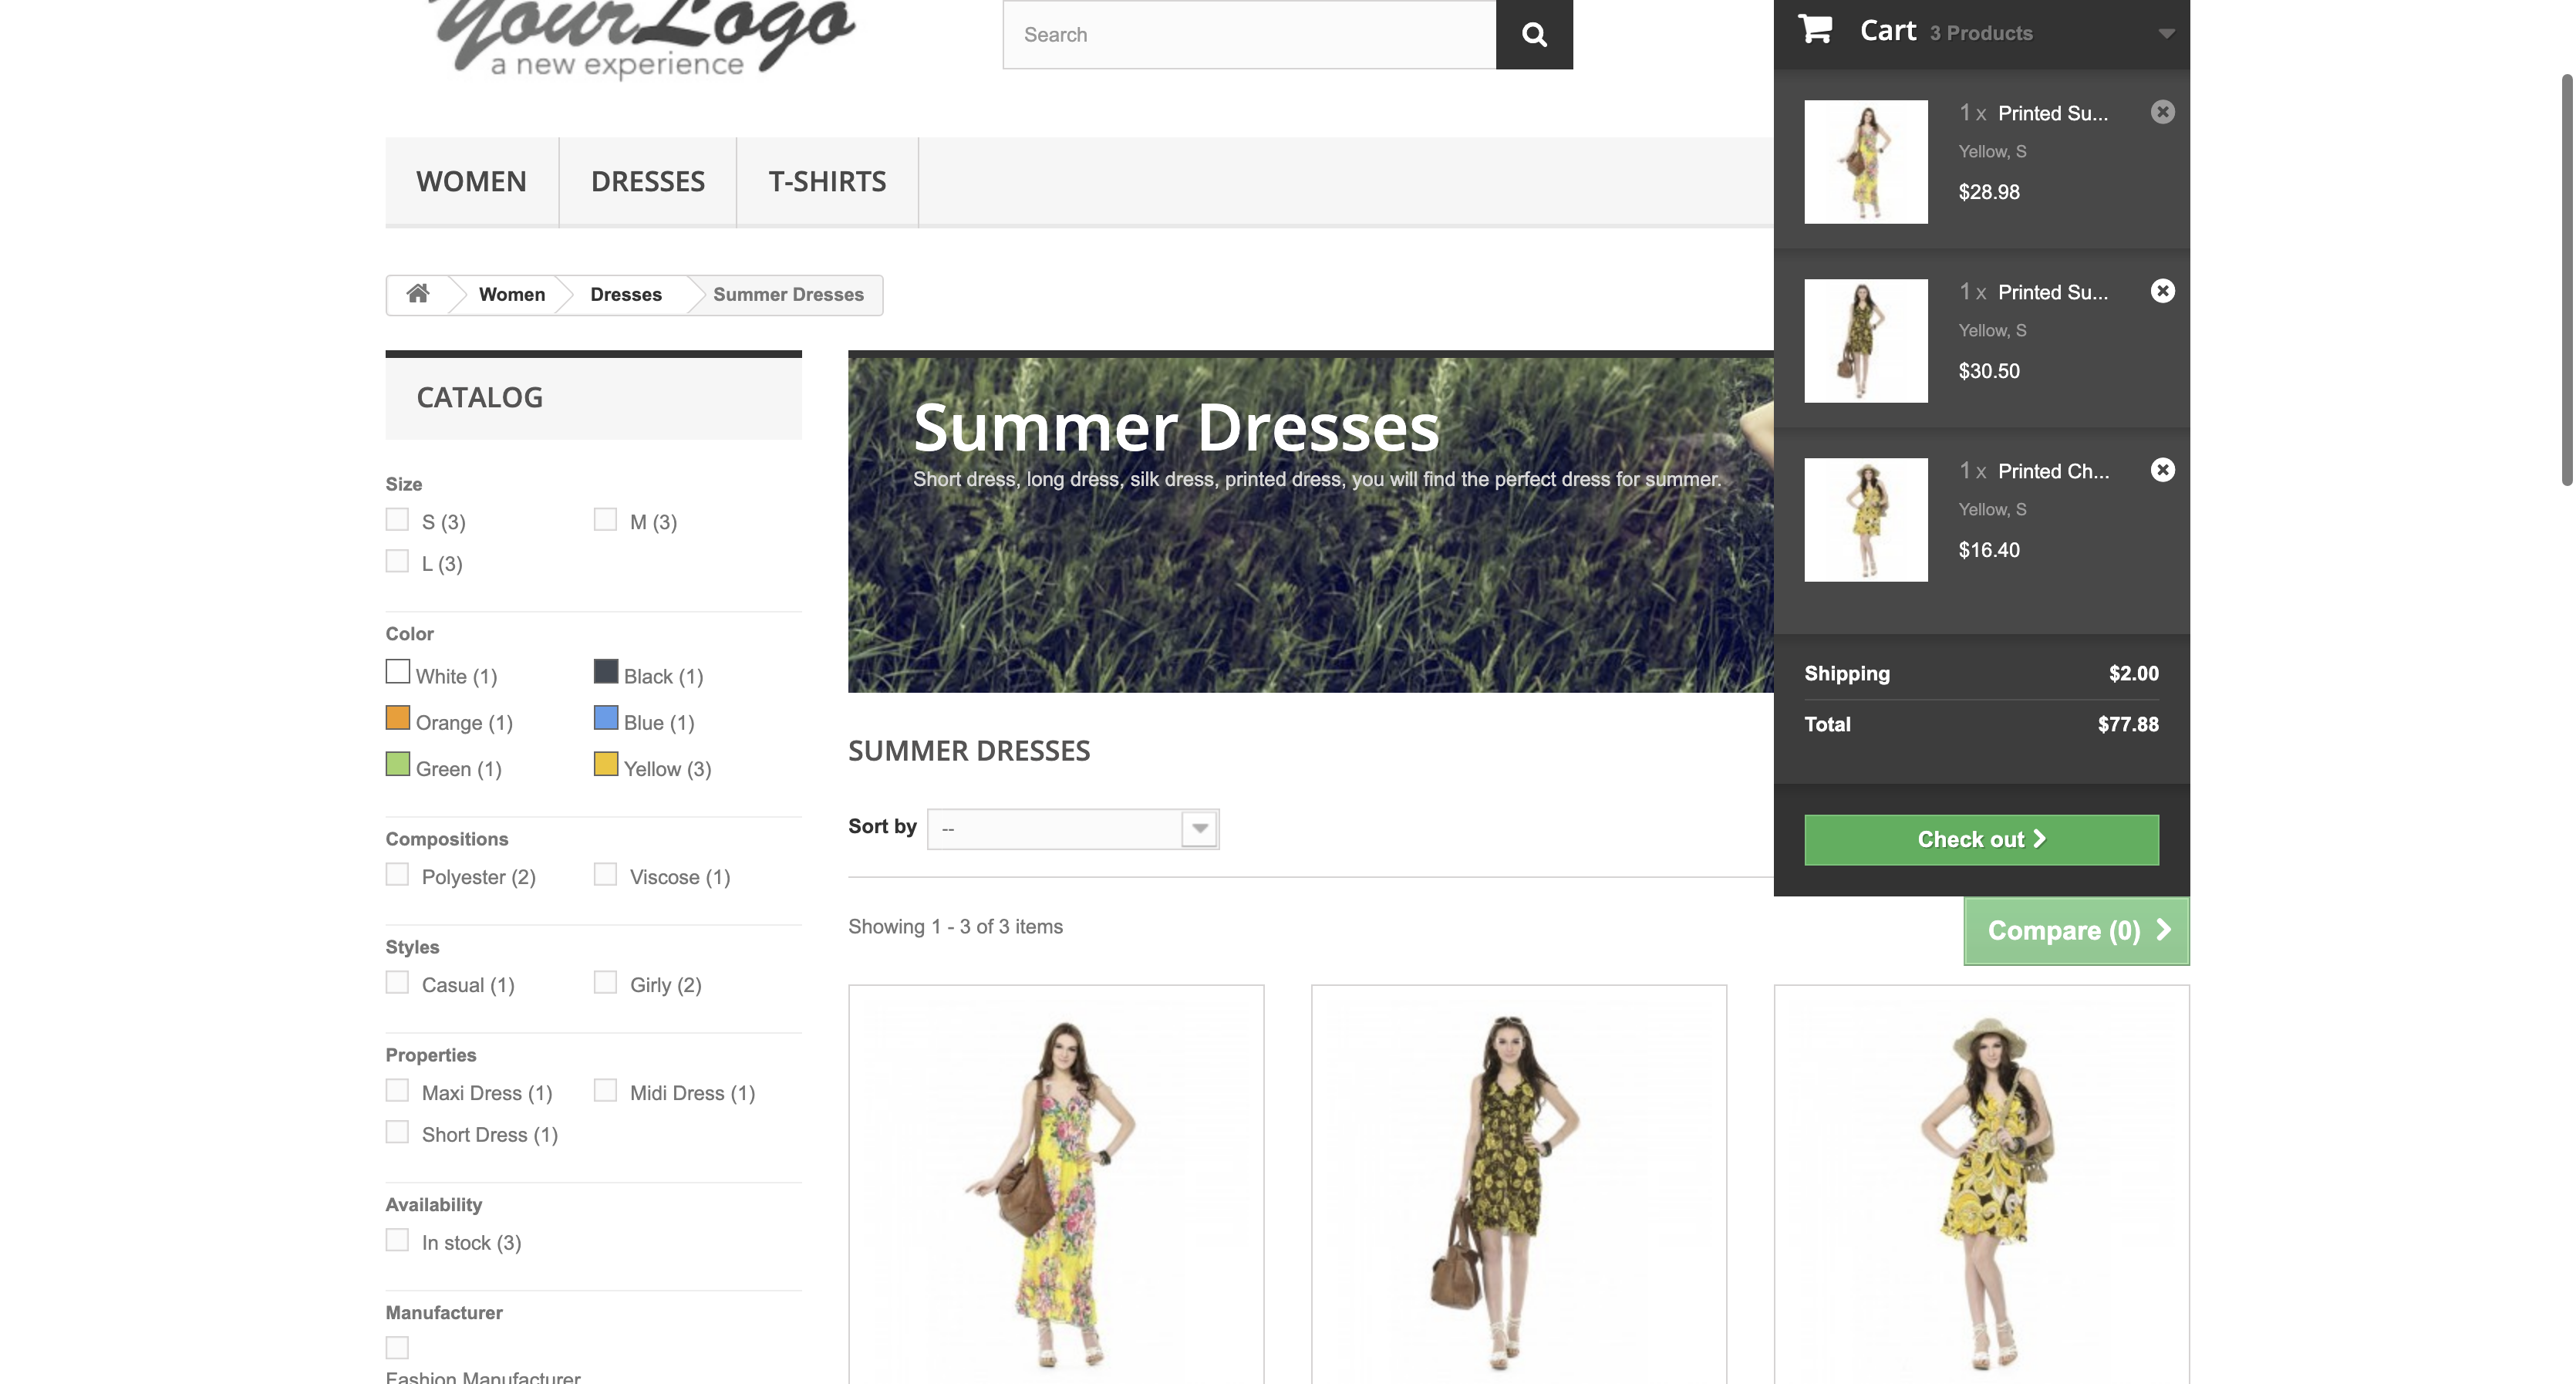 YourLogo
a new experience
Search
Cart 3 Products
WOMEN DRESSES T-SHIRTS
Women Dresses Summer Dresses
CATALOG
Size
S (3) M (3)
L (3)
Color
White (1) Black (1)
Orange (1) Blue (1)
Green (1) Yellow (3)
Compositions
Polyester (2) Viscose (1)
Styles
Casual (1) Girly (2)
Properties
Maxi Dress (1) Midi Dress (1)
Short Dress (1)
Availability
In stock (3)
Manufacturer
Fashion Manufacturer
Summer Dresses
Short dress, long dress, silk dress, printed dress, you will find the perfect dress for summer.
SUMMER DRESSES
Sort by --
Showing 1 - 3 of 3 items
1 x Printed Su...
Yellow, S
$28.98
1 x Printed Su...
Yellow, S
$30.50
1 x Printed Ch...
Yellow, S
$16.40
Shipping $2.00
Total $77.88
Check out
Compare (0)